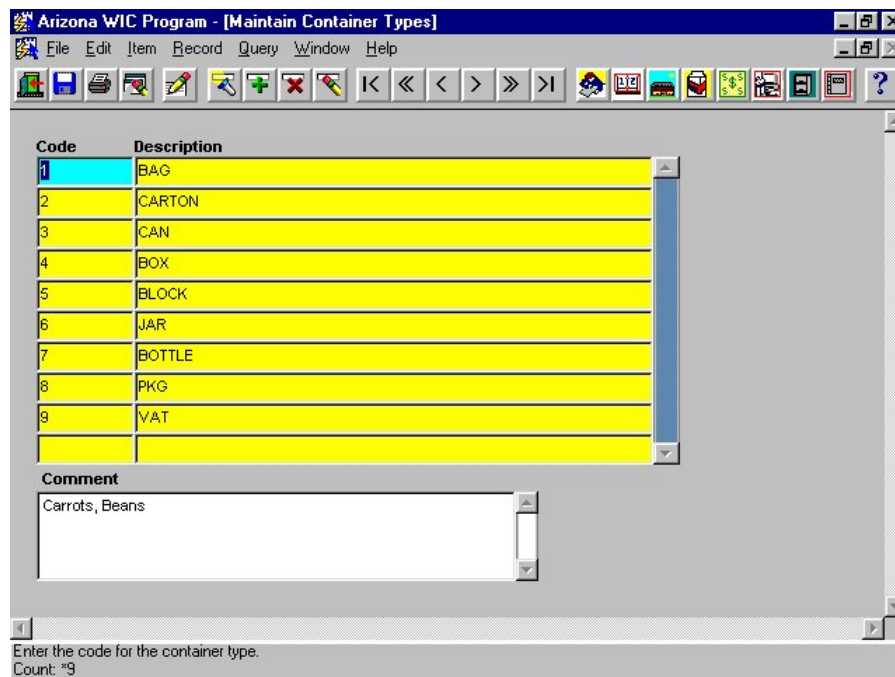 Arizona WIC Program - [Maintain Container Types]
File Edit Item Record Query Window Help
Code Description
1 BAG
2 CARTON
3 CAN
4 BOX
5 BLOCK
6 JAR
7 BOTTLE
8 PKG
9 VAT
Comment
Carrots, Beans
Enter the code for the container type.
Count: *9